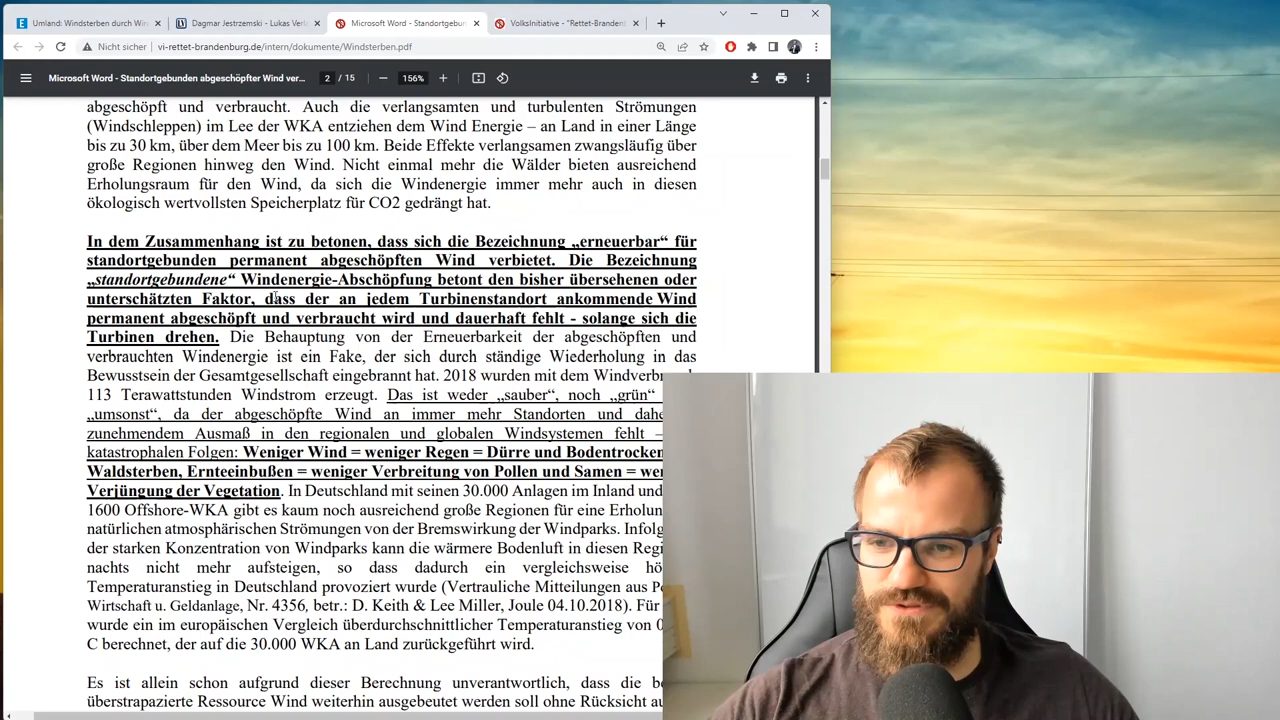 Umland: Windsterben durch Win
Dagmar Jestrzemski - Lukas Verl
Microsoft Word - Standortgebun
VolksInitiative - "Rettet-Branden
Nicht sicher
vi-rettet-brandenburg.de/intern/dokumente/Windsterben.pdf
Microsoft Word - Standortgebunden abgeschöpfter Wind ver...
2 / 15
156%
abgeschöpft und verbraucht. Auch die verlangsamten und turbulenten Strömungen
(Windschleppen) im Lee der WKA entziehen dem Wind Energie – an Land in einer Länge
bis zu 30 km, über dem Meer bis zu 100 km. Beide Effekte verlangsamen zwangsläufig über
große Regionen hinweg den Wind. Nicht einmal mehr die Wälder bieten ausreichend
Erholungsraum für den Wind, da sich die Windenergie immer mehr auch in diesen
ökologisch wertvollsten Speicherplatz für CO2 gedrängt hat.
In dem Zusammenhang ist zu betonen, dass sich die Bezeichnung „erneuerbar“ für
standortgebunden permanent abgeschöpften Wind verbietet. Die Bezeichnung
„standortgebundene“ Windenergie-Abschöpfung betont den bisher übersehenen oder
unterschätzten Faktor, dass der an jedem Turbinenstandort ankommende Wind
permanent abgeschöpft und verbraucht wird und dauerhaft fehlt - solange sich die
Turbinen drehen. Die Behauptung von der Erneuerbarkeit der abgeschöpften und
verbrauchten Windenergie ist ein Fake, der sich durch ständige Wiederholung in das
Bewusstsein der Gesamtgesellschaft eingebrannt hat. 2018 wurden mit dem Windverb
113 Terawattstunden Windstrom erzeugt. Das ist weder „sauber“, noch „grün“
„umsonst“, da der abgeschöpfte Wind an immer mehr Standorten und dahe
zunehmendem Ausmaß in den regionalen und globalen Windsystemen fehlt –
katastrophalen Folgen: Weniger Wind = weniger Regen = Dürre und Bodentrocken
Waldsterben, Ernteeinbußen = weniger Verbreitung von Pollen und Samen = wen
Verjüngung der Vegetation. In Deutschland mit seinen 30.000 Anlagen im Inland und
1600 Offshore-WKA gibt es kaum noch ausreichend große Regionen für eine Erholun
natürlichen atmosphärischen Strömungen von der Bremswirkung der Windparks. Infolg
der starken Konzentration von Windparks kann die wärmere Bodenluft in diesen Regi
nachts nicht mehr aufsteigen, so dass dadurch ein vergleichsweise hö
Temperaturanstieg in Deutschland provoziert wurde (Vertrauliche Mitteilungen aus Po
Wirtschaft u. Geldanlage, Nr. 4356, betr.: D. Keith & Lee Miller, Joule 04.10.2018). Für
wurde ein im europäischen Vergleich überdurchschnittlicher Temperaturanstieg von 0
C berechnet, der auf die 30.000 WKA an Land zurückgeführt wird.
Es ist allein schon aufgrund dieser Berechnung unverantwortlich, dass die be
überstrapazierte Ressource Wind weiterhin ausgebeutet werden soll ohne Rücksicht au